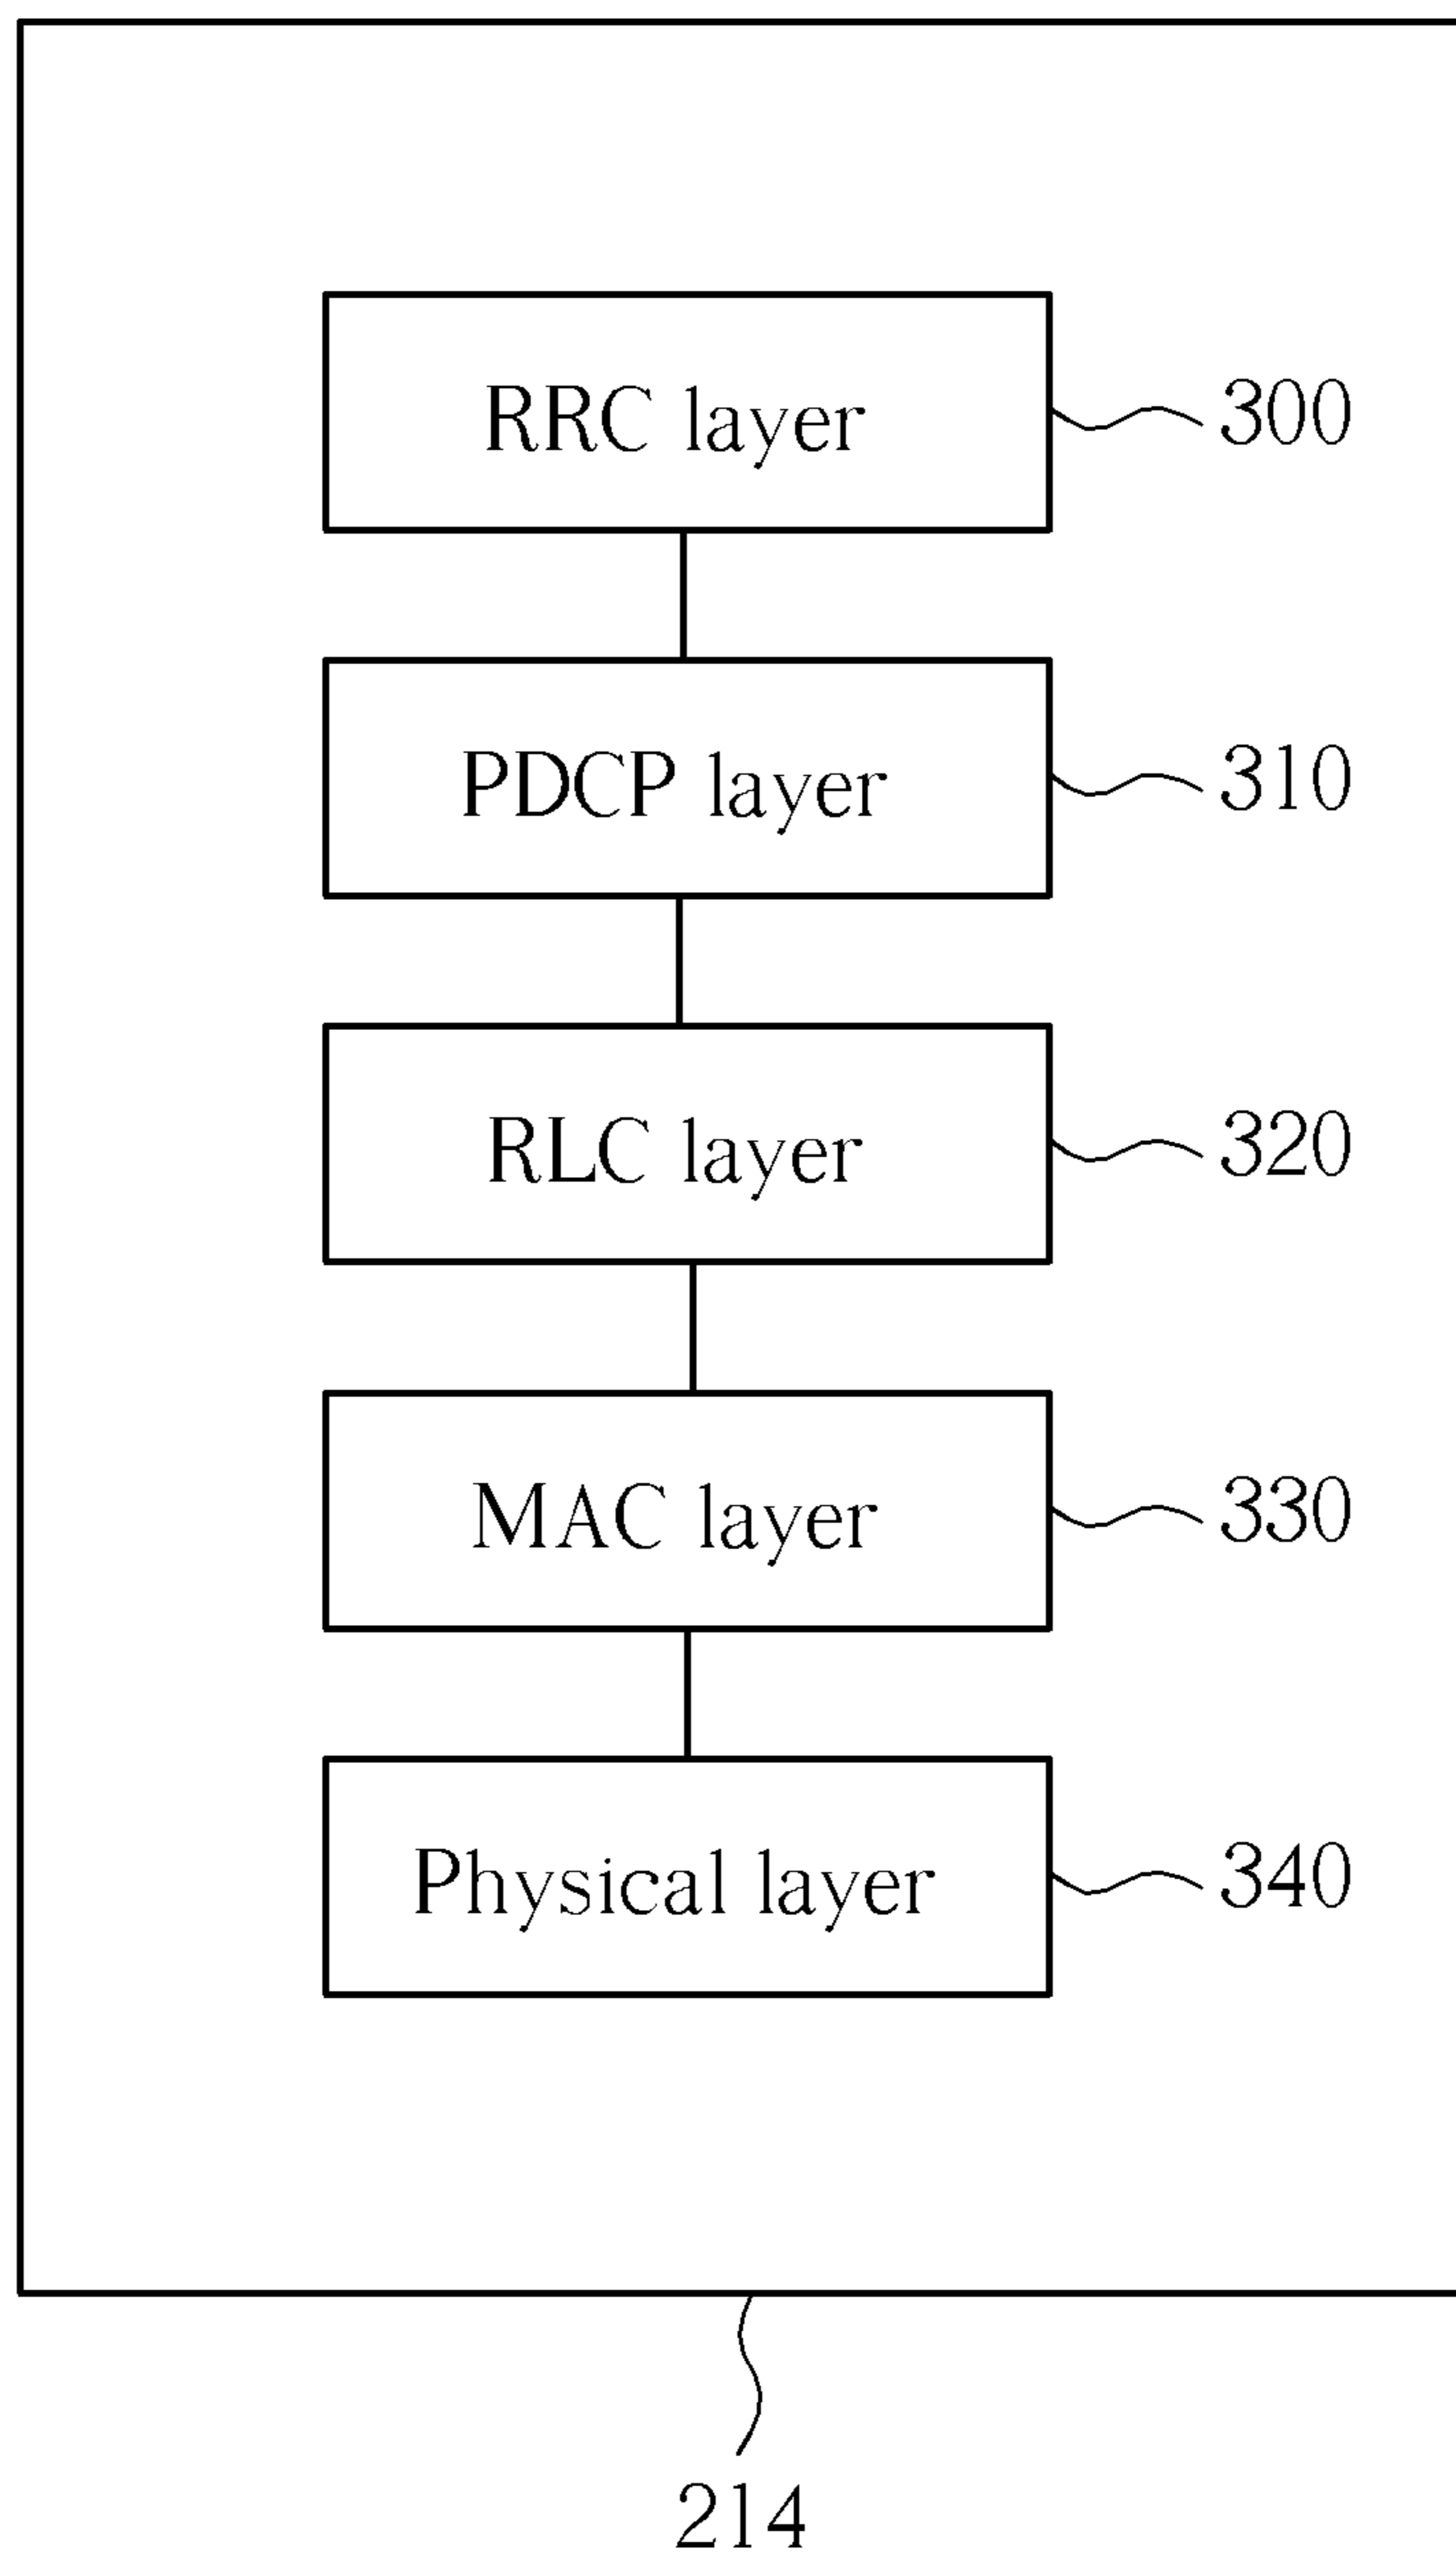 RRC layer 300
PDCP layer 310
RLC layer 320
MAC layer 330
Physical layer 340
214